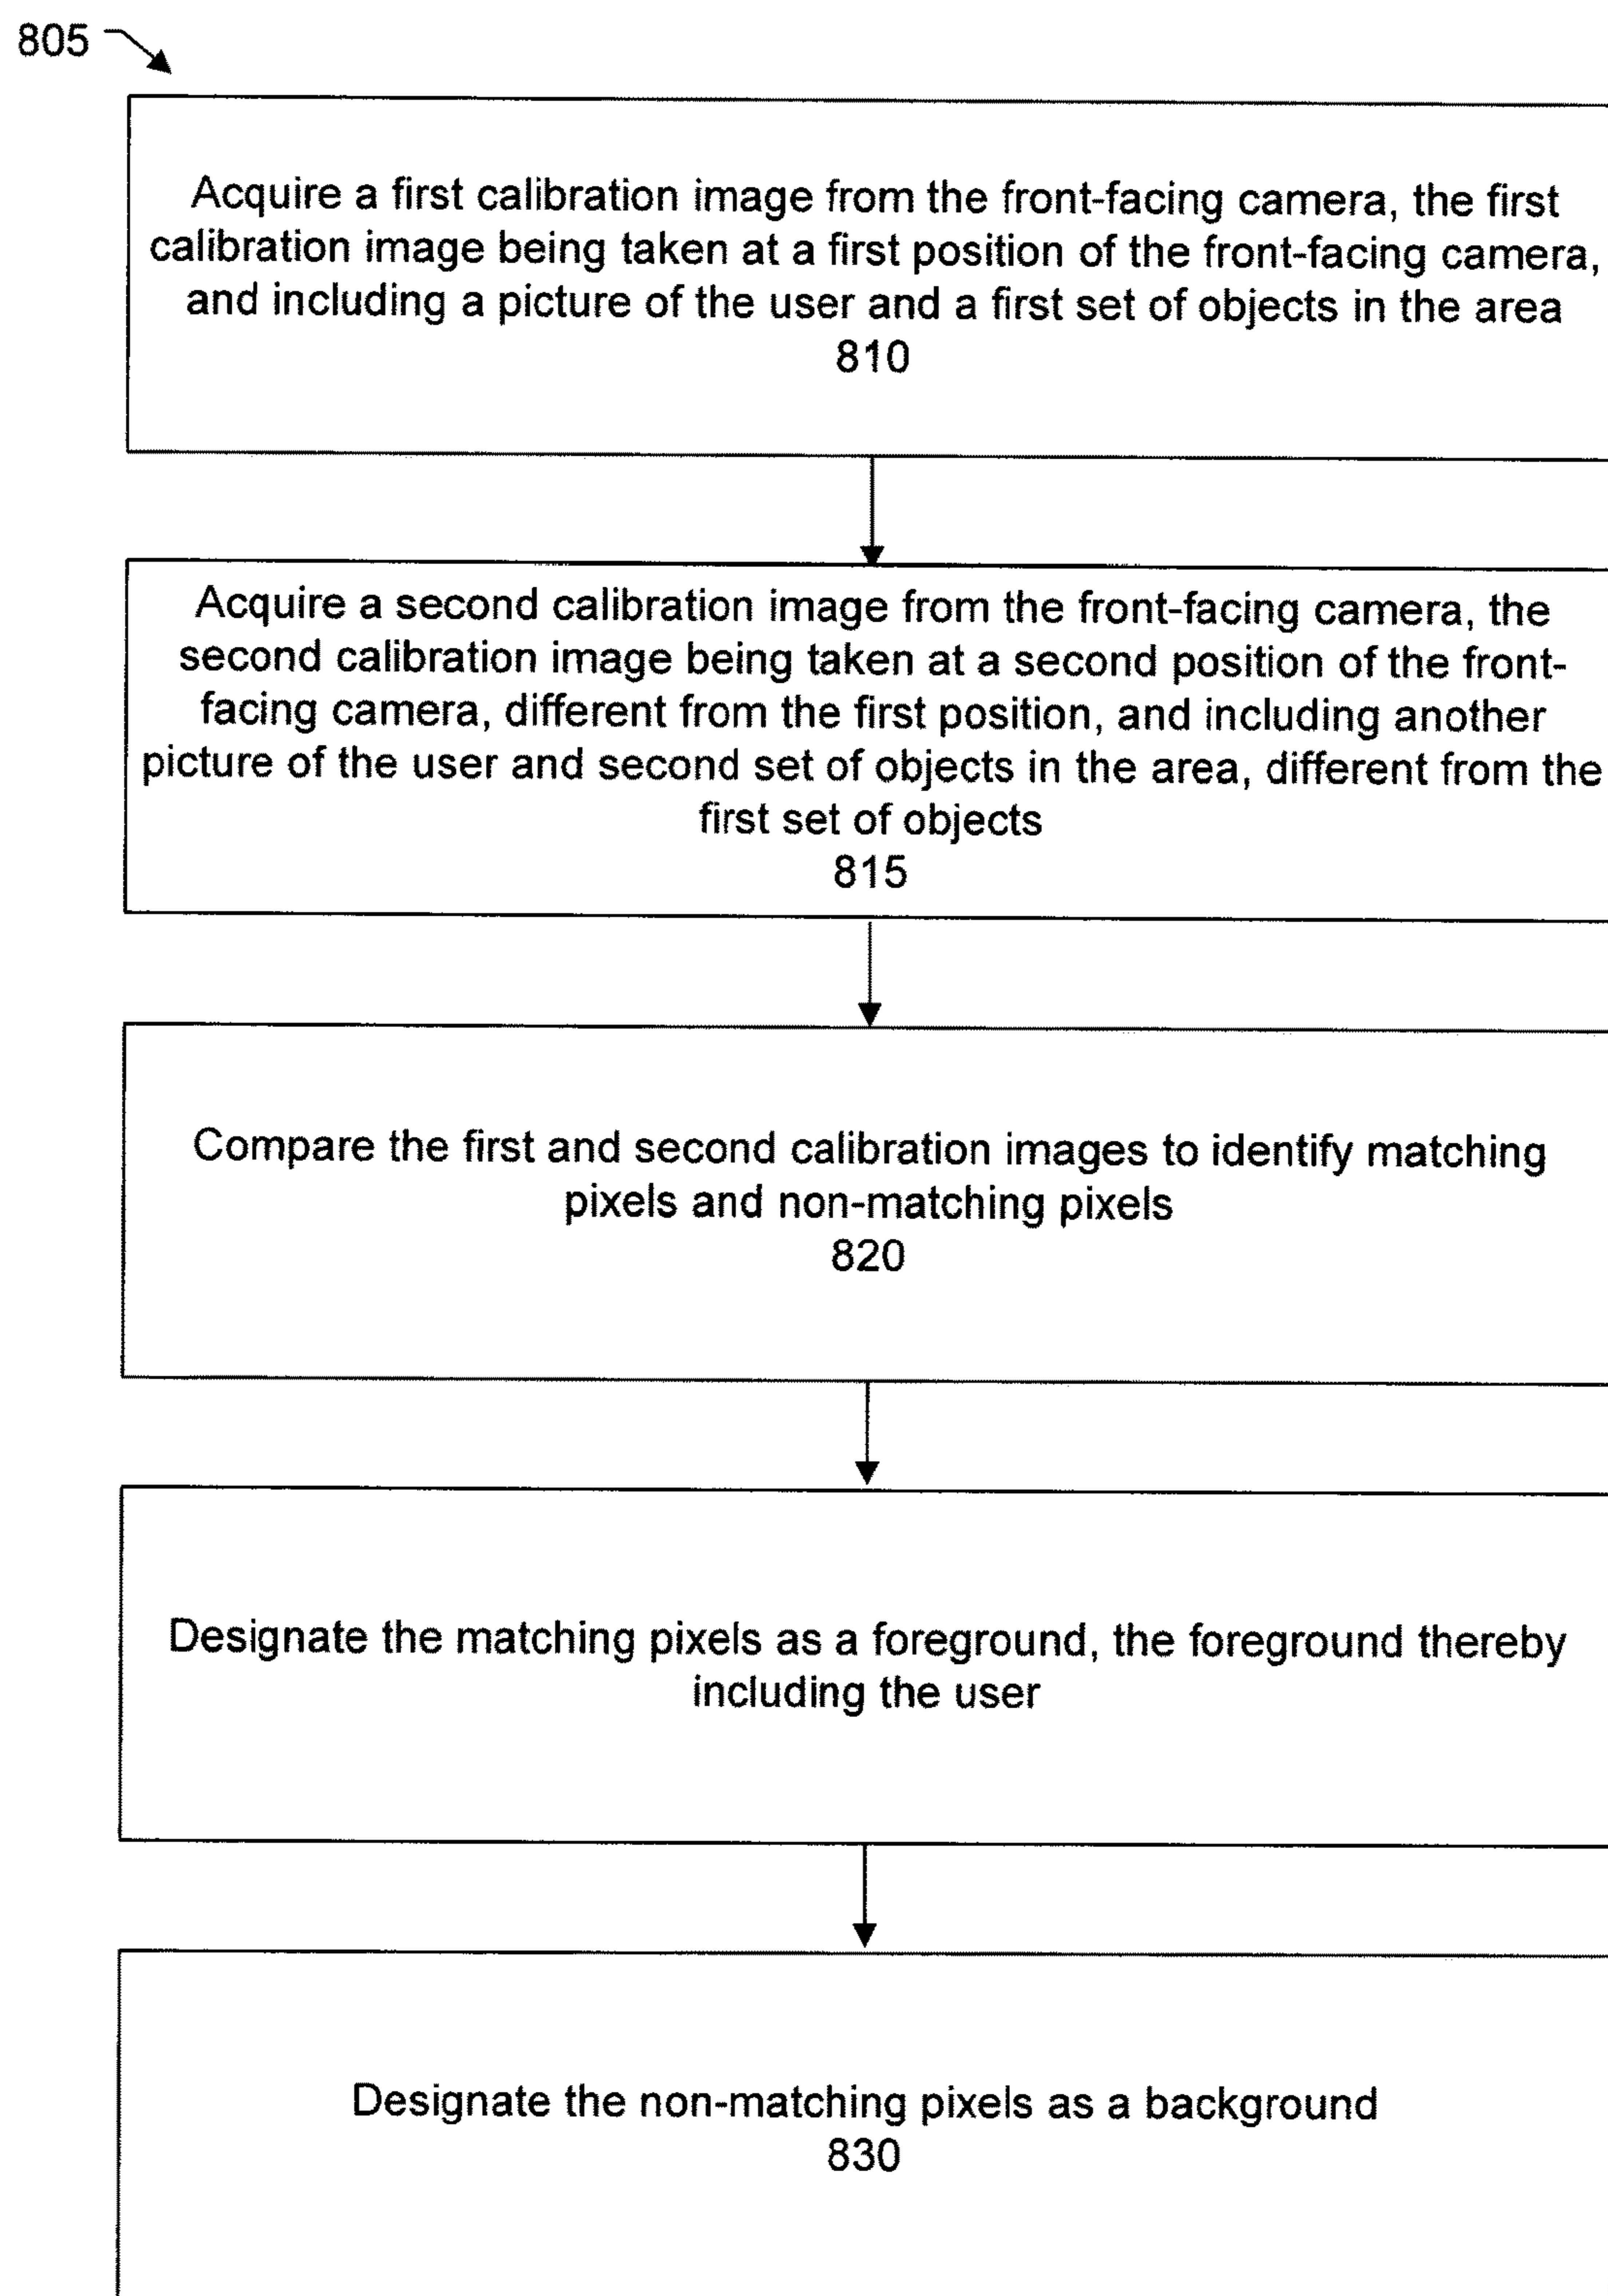 805
Acquire a first calibration image from the front-facing camera, the first
calibration image being taken at a first position of the front-facing camera,
and including a picture of the user and a first set of objects in the area
810
Acquire a second calibration image from the front-facing camera, the
second calibration image being taken at a second position of the front-
facing camera, different from the first position, and including another
picture of the user and second set of objects in the area, different from the
first set of objects
815
Compare the first and second calibration images to identify matching
pixels and non-matching pixels
820
Designate the matching pixels as a foreground, the foreground thereby
including the user
Designate the non-matching pixels as a background
830